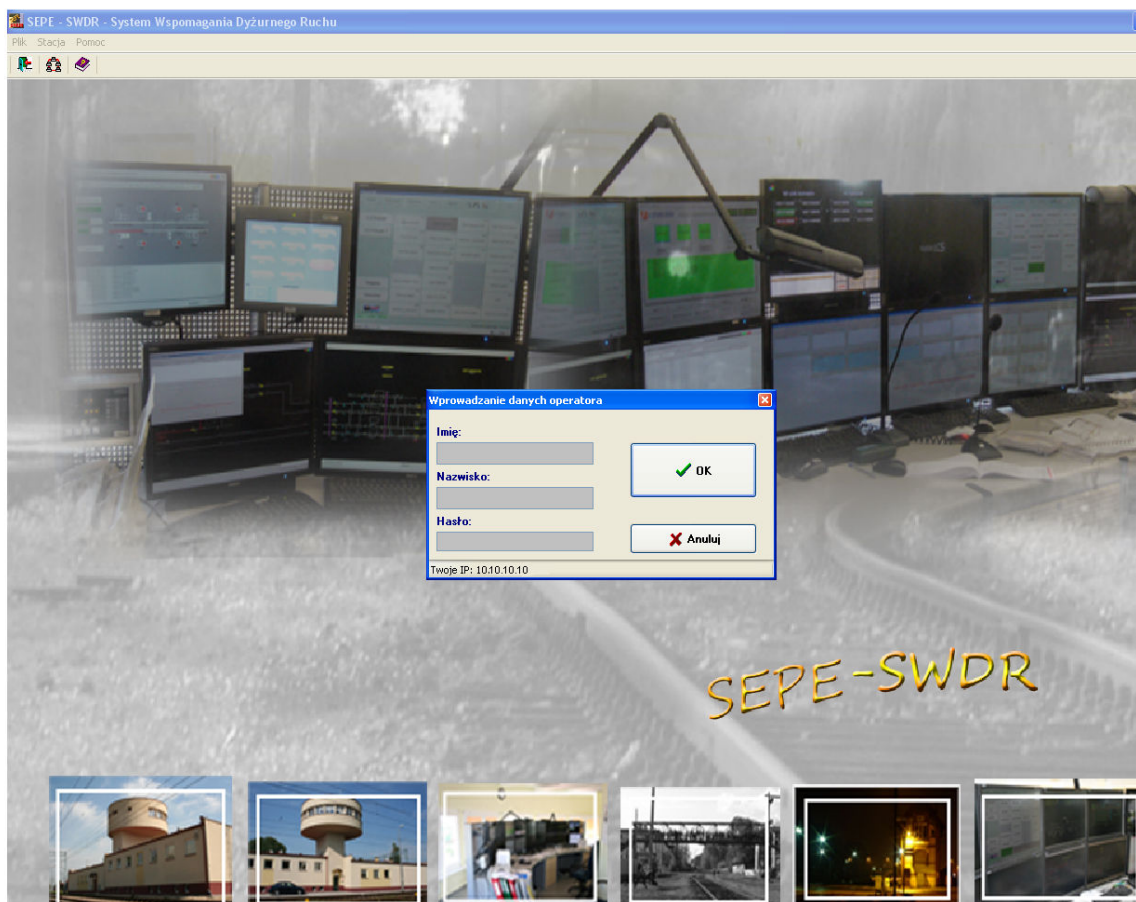 SEPE - SWDR - System Wspomagania Dyżurnego Ruchu
Plik Stacja Pomoc
Wprowadzanie danych operatora
Imię:
Nazwisko:
Hasło:
OK
Anuluj
Twoje IP: 10.10.10.10
SEPE-SWDR